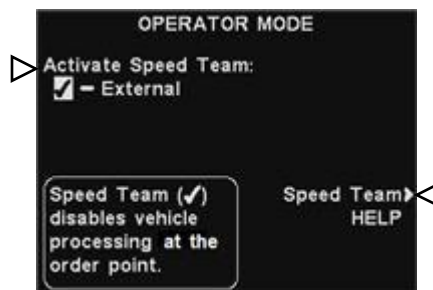 OPERATOR MODE
Activate Speed Team:
✓ – External
Speed Team (✓)
disables vehicle
processing at the
order point.
Speed Team
HELP